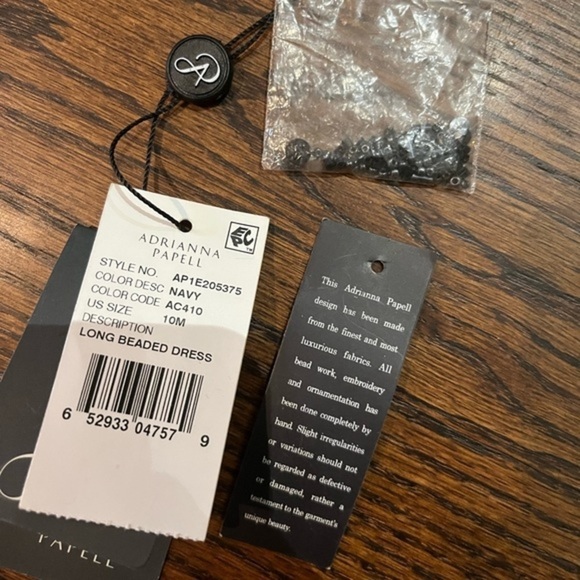 ADRIANNA
PAPELL
EPC
STYLE NO. AP1E205375
COLOR DESC NAVY
COLOR CODE AC410
US SIZE 10M
DESCRIPTION
LONG BEADED DRESS
6 52933 04757 9
PAPELL
This Adrianna Papell
design has been made
from the finest and most
luxurious fabrics. All
bead work, embroidery
and ornamentation has
been done completely by
hand. Slight irregularities
or variations should not
be regarded as defective
or damaged, rather a
testament to the garment's
unique beauty.